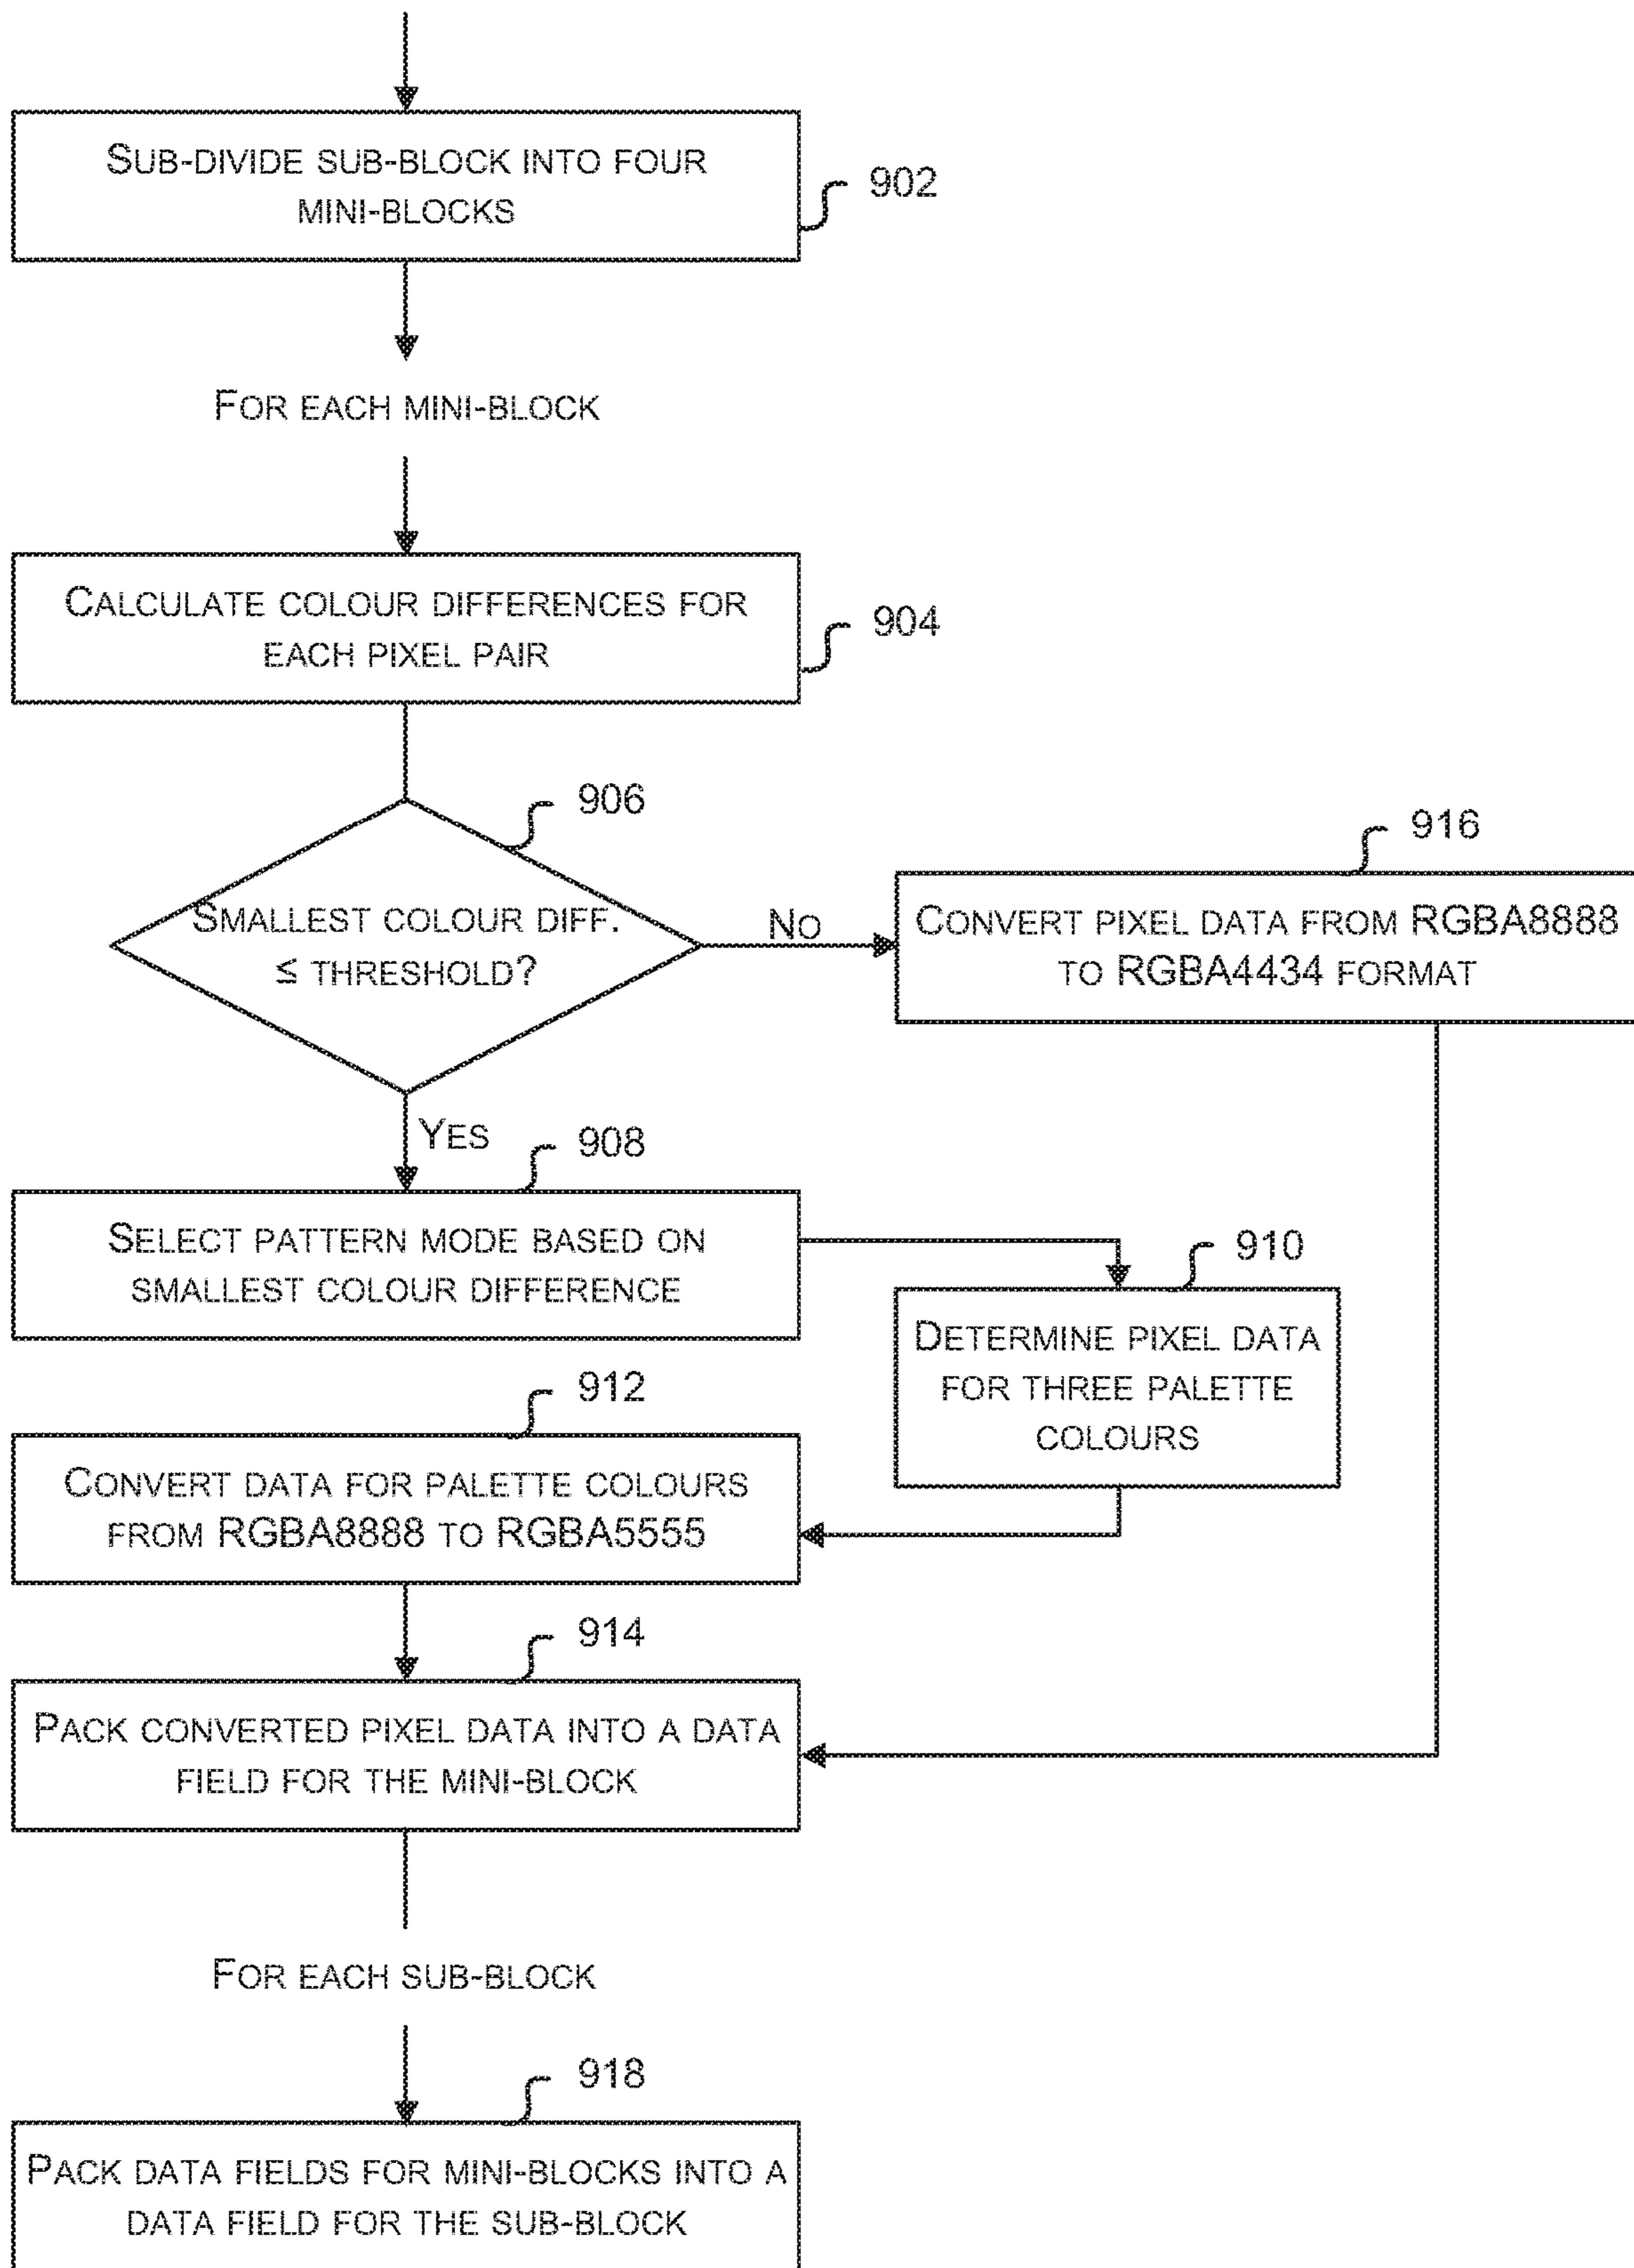 SUB-DIVIDE SUB-BLOCK INTO FOUR
MINI-BLOCKS
902
FOR EACH MINI-BLOCK
CALCULATE COLOUR DIFFERENCES FOR
EACH PIXEL PAIR
904
906
SMALLEST COLOUR DIFF.
≤ THRESHOLD?
NO
916
CONVERT PIXEL DATA FROM RGBA8888
TO RGBA4434 FORMAT
YES
908
SELECT PATTERN MODE BASED ON
SMALLEST COLOUR DIFFERENCE
910
DETERMINE PIXEL DATA
FOR THREE PALETTE
COLOURS
912
CONVERT DATA FOR PALETTE COLOURS
FROM RGBA8888 TO RGBA5555
914
PACK CONVERTED PIXEL DATA INTO A DATA
FIELD FOR THE MINI-BLOCK
FOR EACH SUB-BLOCK
918
PACK DATA FIELDS FOR MINI-BLOCKS INTO A
DATA FIELD FOR THE SUB-BLOCK